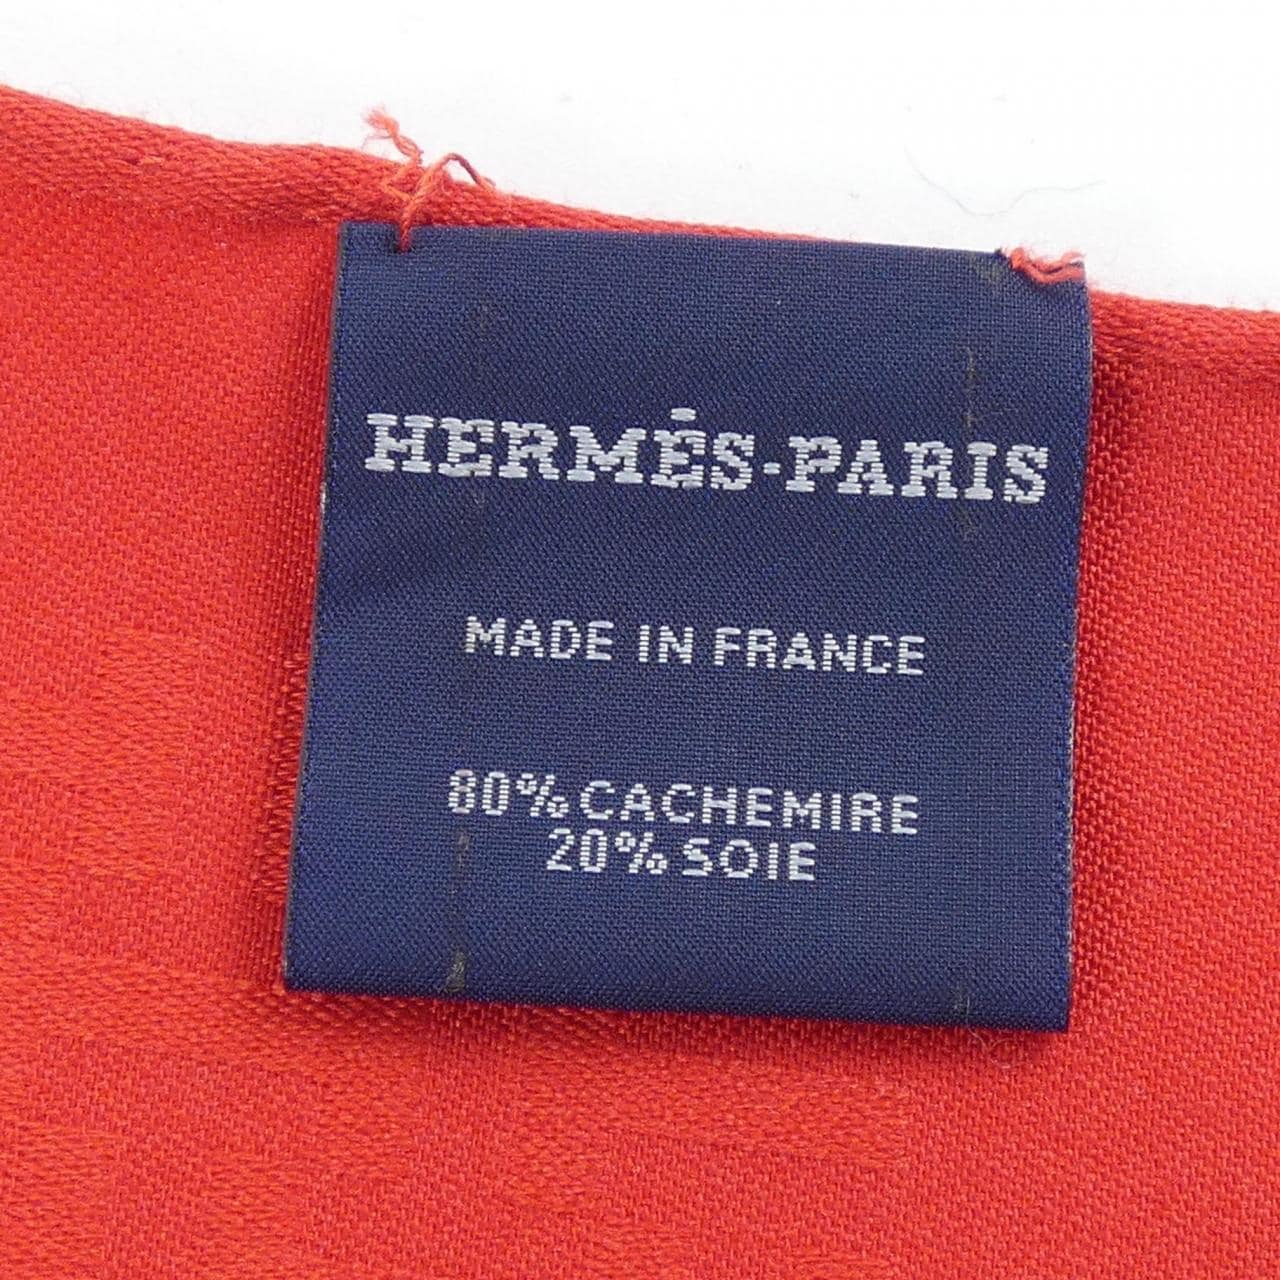 HERMÈS-PARIS
MADE IN FRANCE
80% CACHEMIRE
20% SOIE